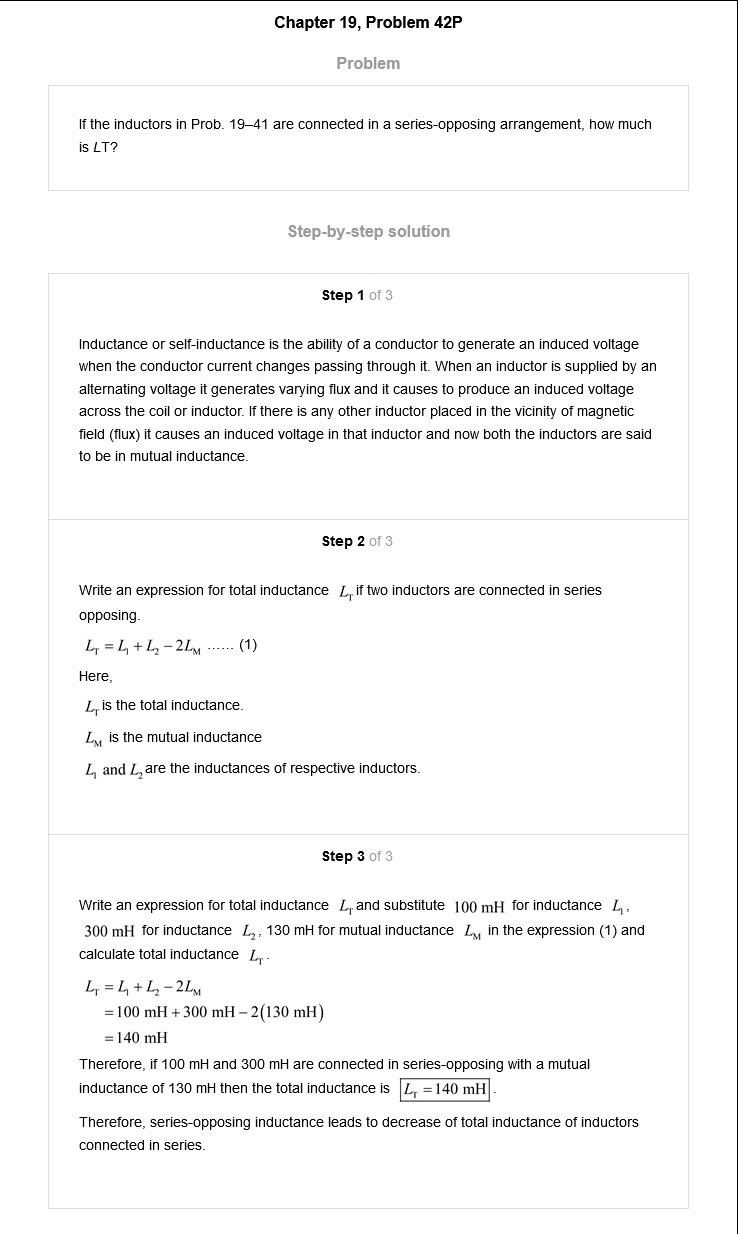 Chapter 19, Problem 42P
Problem
If the inductors in Prob. 19–41 are connected in a series-opposing arrangement, how much
is LT?
Step-by-step solution
Step 1 of 3
Inductance or self-inductance is the ability of a conductor to generate an induced voltage
when the conductor current changes passing through it. When an inductor is supplied by an
alternating voltage it generates varying flux and it causes to produce an induced voltage
across the coil or inductor. If there is any other inductor placed in the vicinity of magnetic
field (flux) it causes an induced voltage in that inductor and now both the inductors are said
to be in mutual inductance.
Step 2 of 3
Write an expression for total inductance L_T if two inductors are connected in series
opposing.
L_T = L_1 + L_2 − 2L_M ...... (1)
Here,
L_T is the total inductance.
L_M is the mutual inductance
L_1 and L_2 are the inductances of respective inductors.
Step 3 of 3
Write an expression for total inductance L_T and substitute 100 mH for inductance L_1,
300 mH for inductance L_2, 130 mH for mutual inductance L_M in the expression (1) and
calculate total inductance L_T.
L_T = L_1 + L_2 − 2L_M
= 100 mH + 300 mH − 2(130 mH)
= 140 mH
Therefore, if 100 mH and 300 mH are connected in series-opposing with a mutual
inductance of 130 mH then the total inductance is L_T = 140 mH.
Therefore, series-opposing inductance leads to decrease of total inductance of inductors
connected in series.